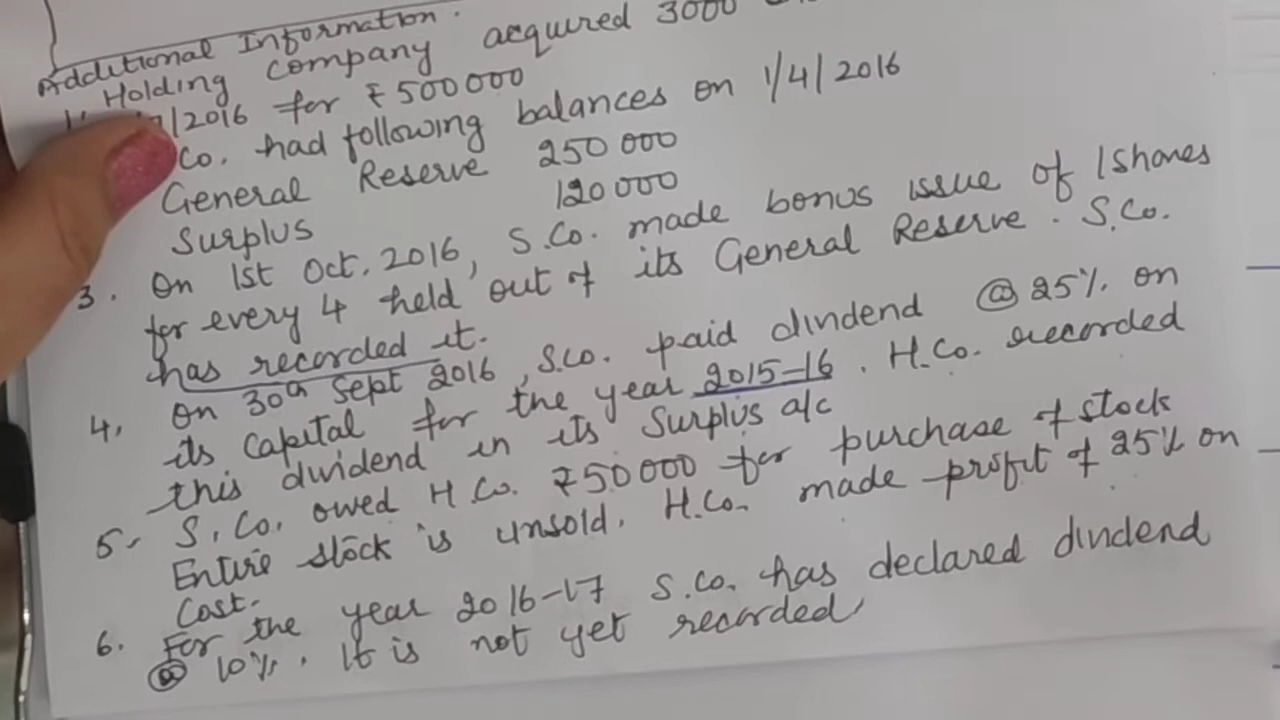 Additional Information.
Holding Company acquired 3000
/2016 for ₹500000
Co. had following balances on 1/4/2016
General Reserve 250000
Surplus 120000
3. On 1st Oct. 2016, S.Co. made bonus issue of 1 Shares
for every 4 held out of its General Reserve. S.Co.
has recorded it.
4, On 30th Sept 2016, S.Co. paid dindend @ 25% on
its Capital for the year 2015-16. H.Co. recorded
this dividend in its Surplus a/c
5. S. Co. owed H.Co. ₹50000 for purchase of stock
Entire stock is unsold. H.Co. made profit of 25% on
Cost.
6. For the year 2016-17 S.Co. has declared dindend
@ 10%. It is not yet recorded